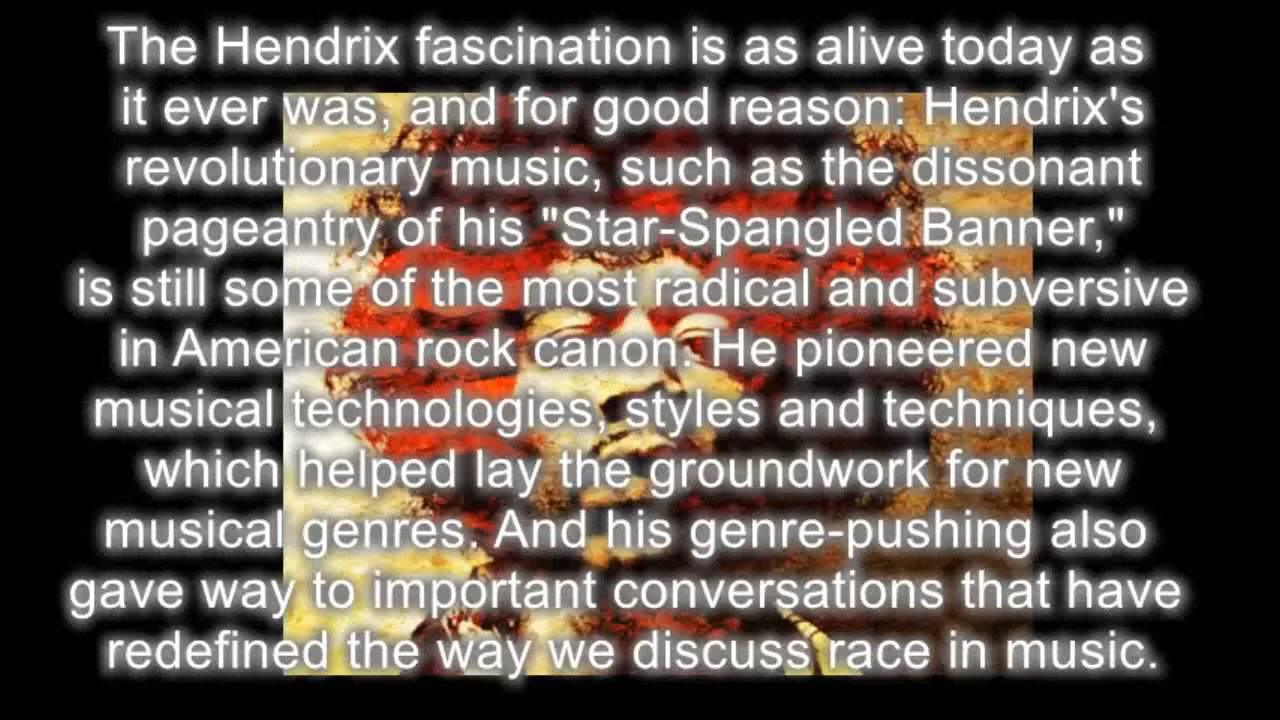 The Hendrix fascination is as alive today as
it ever was, and for good reason: Hendrix's
revolutionary music, such as the dissonant
pageantry of his "Star-Spangled Banner,"
is still some of the most radical and subversive
in American rock canon. He pioneered new
musical technologies, styles and techniques,
which helped lay the groundwork for new
musical genres. And his genre-pushing also
gave way to important conversations that have
redefined the way we discuss race in music.